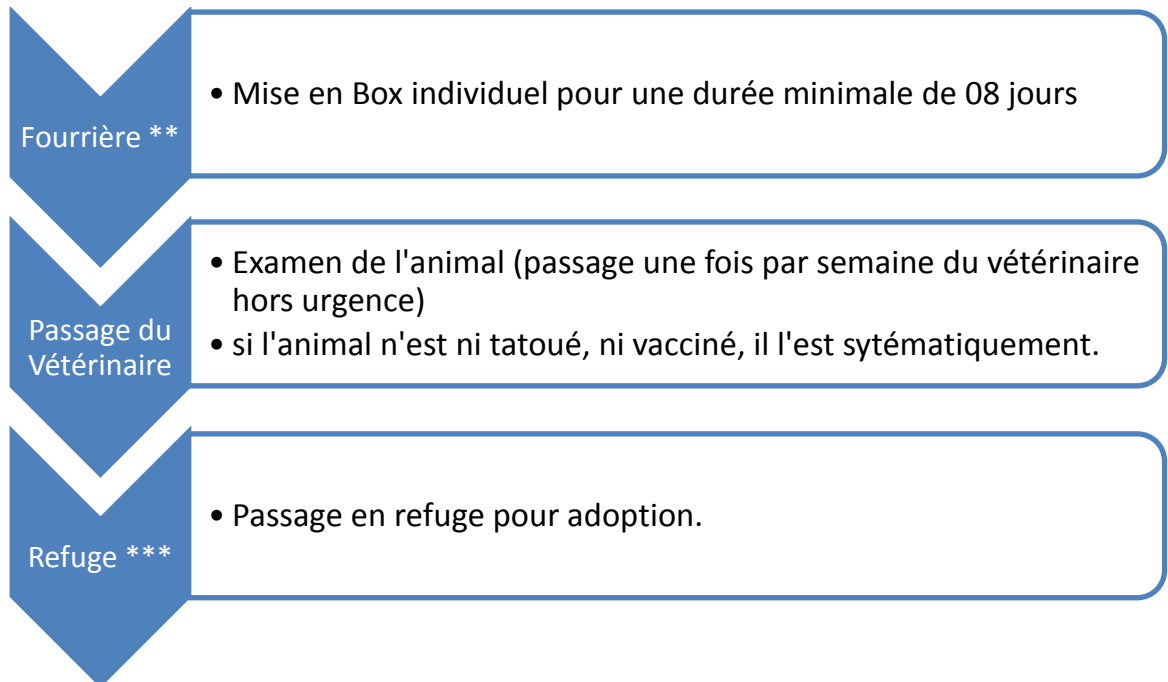 Fourrière **
• Mise en Box individuel pour une durée minimale de 08 jours
Passage du
Vétérinaire
• Examen de l'animal (passage une fois par semaine du vétérinaire
hors urgence)
• si l'animal n'est ni tatoué, ni vacciné, il l'est sytématiquement.
Refuge ***
• Passage en refuge pour adoption.